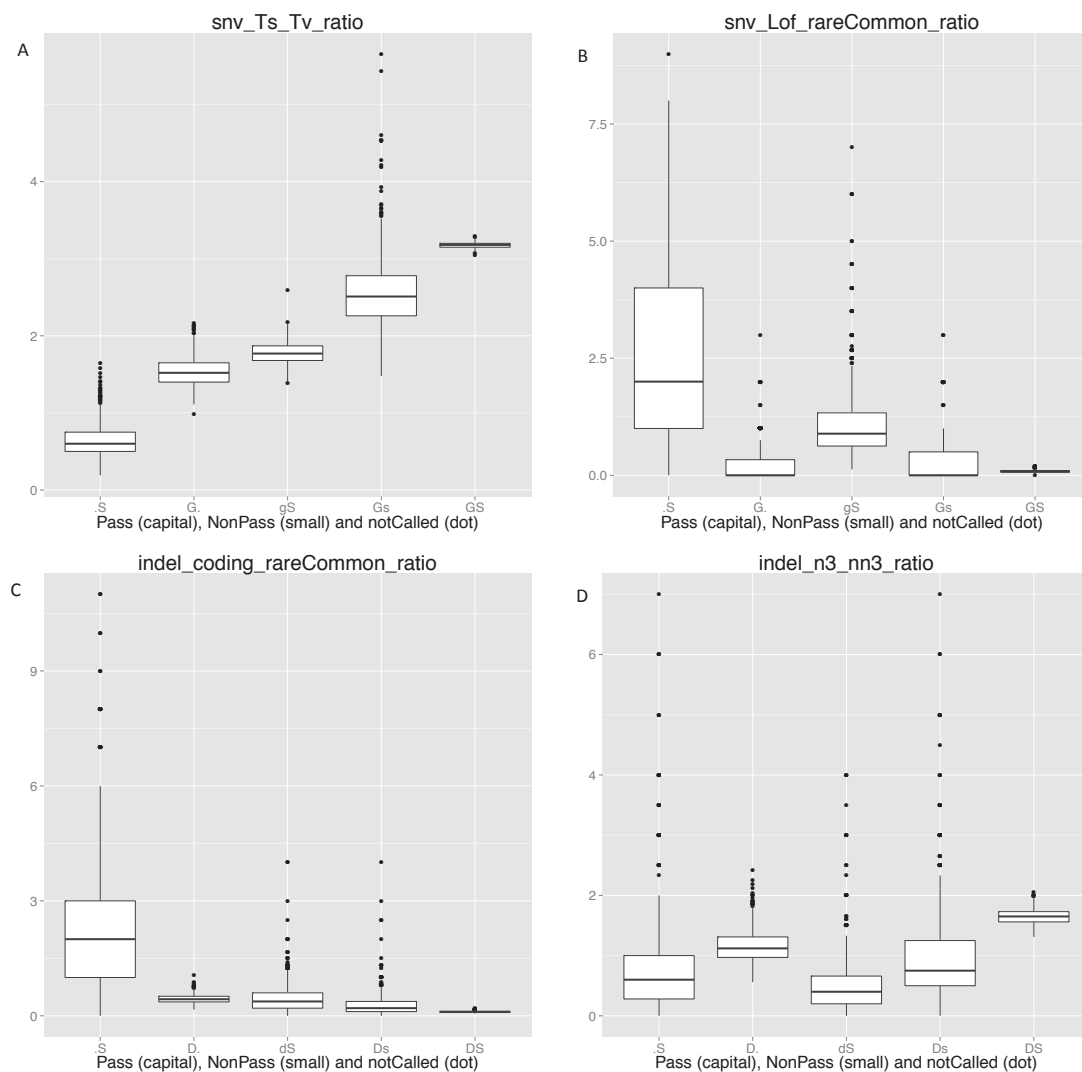 snv_Ts_Tv_ratio
A
4
2
0
.S G. gS Gs GS
Pass (capital), NonPass (small) and notCalled (dot)
snv_Lof_rareCommon_ratio
B
7.5
5.0
2.5
0.0
.S G. gS Gs GS
Pass (capital), NonPass (small) and notCalled (dot)
indel_coding_rareCommon_ratio
C
9
6
3
0
.S D. dS Ds DS
Pass (capital), NonPass (small) and notCalled (dot)
indel_n3_nn3_ratio
D
6
4
2
0
.S D. dS Ds DS
Pass (capital), NonPass (small) and notCalled (dot)